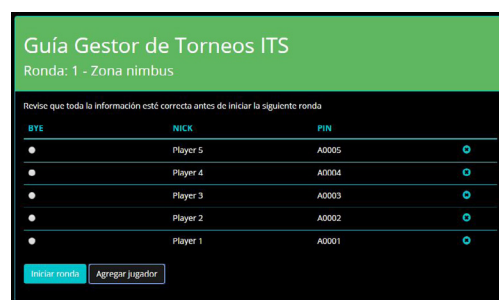 Guía Gestor de Torneos ITS
Ronda: 1 - Zona nimbus
Revise que toda la información esté correcta antes de iniciar la siguiente ronda
BYE NICK PIN
Player 5 A0005
Player 4 A0004
Player 3 A0003
Player 2 A0002
Player 1 A0001
Iniciar ronda Agregar jugador